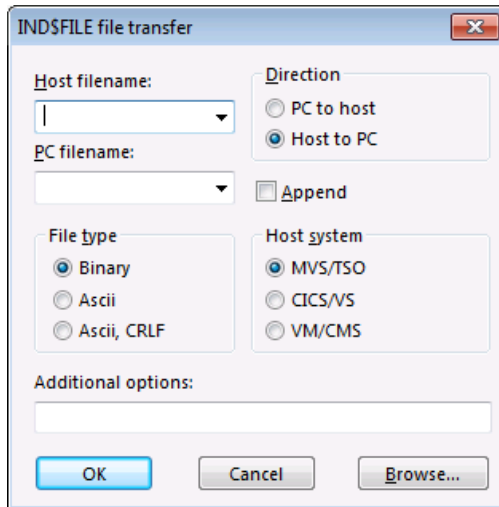 IND$FILE file transfer
Host filename:
PC filename:
Direction
PC to host
Host to PC
Append
File type
Binary
Ascii
Ascii, CRLF
Host system
MVS/TSO
CICS/VS
VM/CMS
Additional options:
OK
Cancel
Browse...